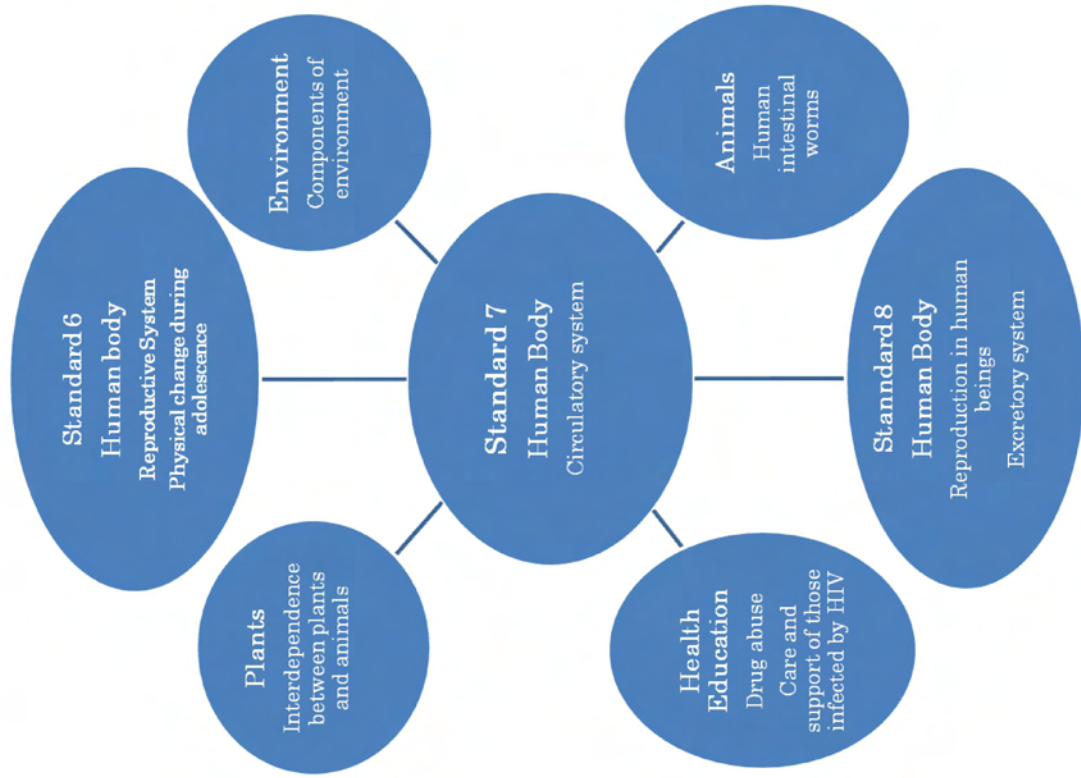 Standard 6
Human body
Reproductive System
Physical change during
adolescence
Plants
Interdependence
between plants
and animals
Environment
Components of
environment
Standard 7
Human Body
Circulatory system
Health
Education
Drug abuse
Care and
support of those
infected by HIV
Animals
Human
intestinal
worms
Stanndard 8
Human Body
Reproduction in human
beings
Excretory system